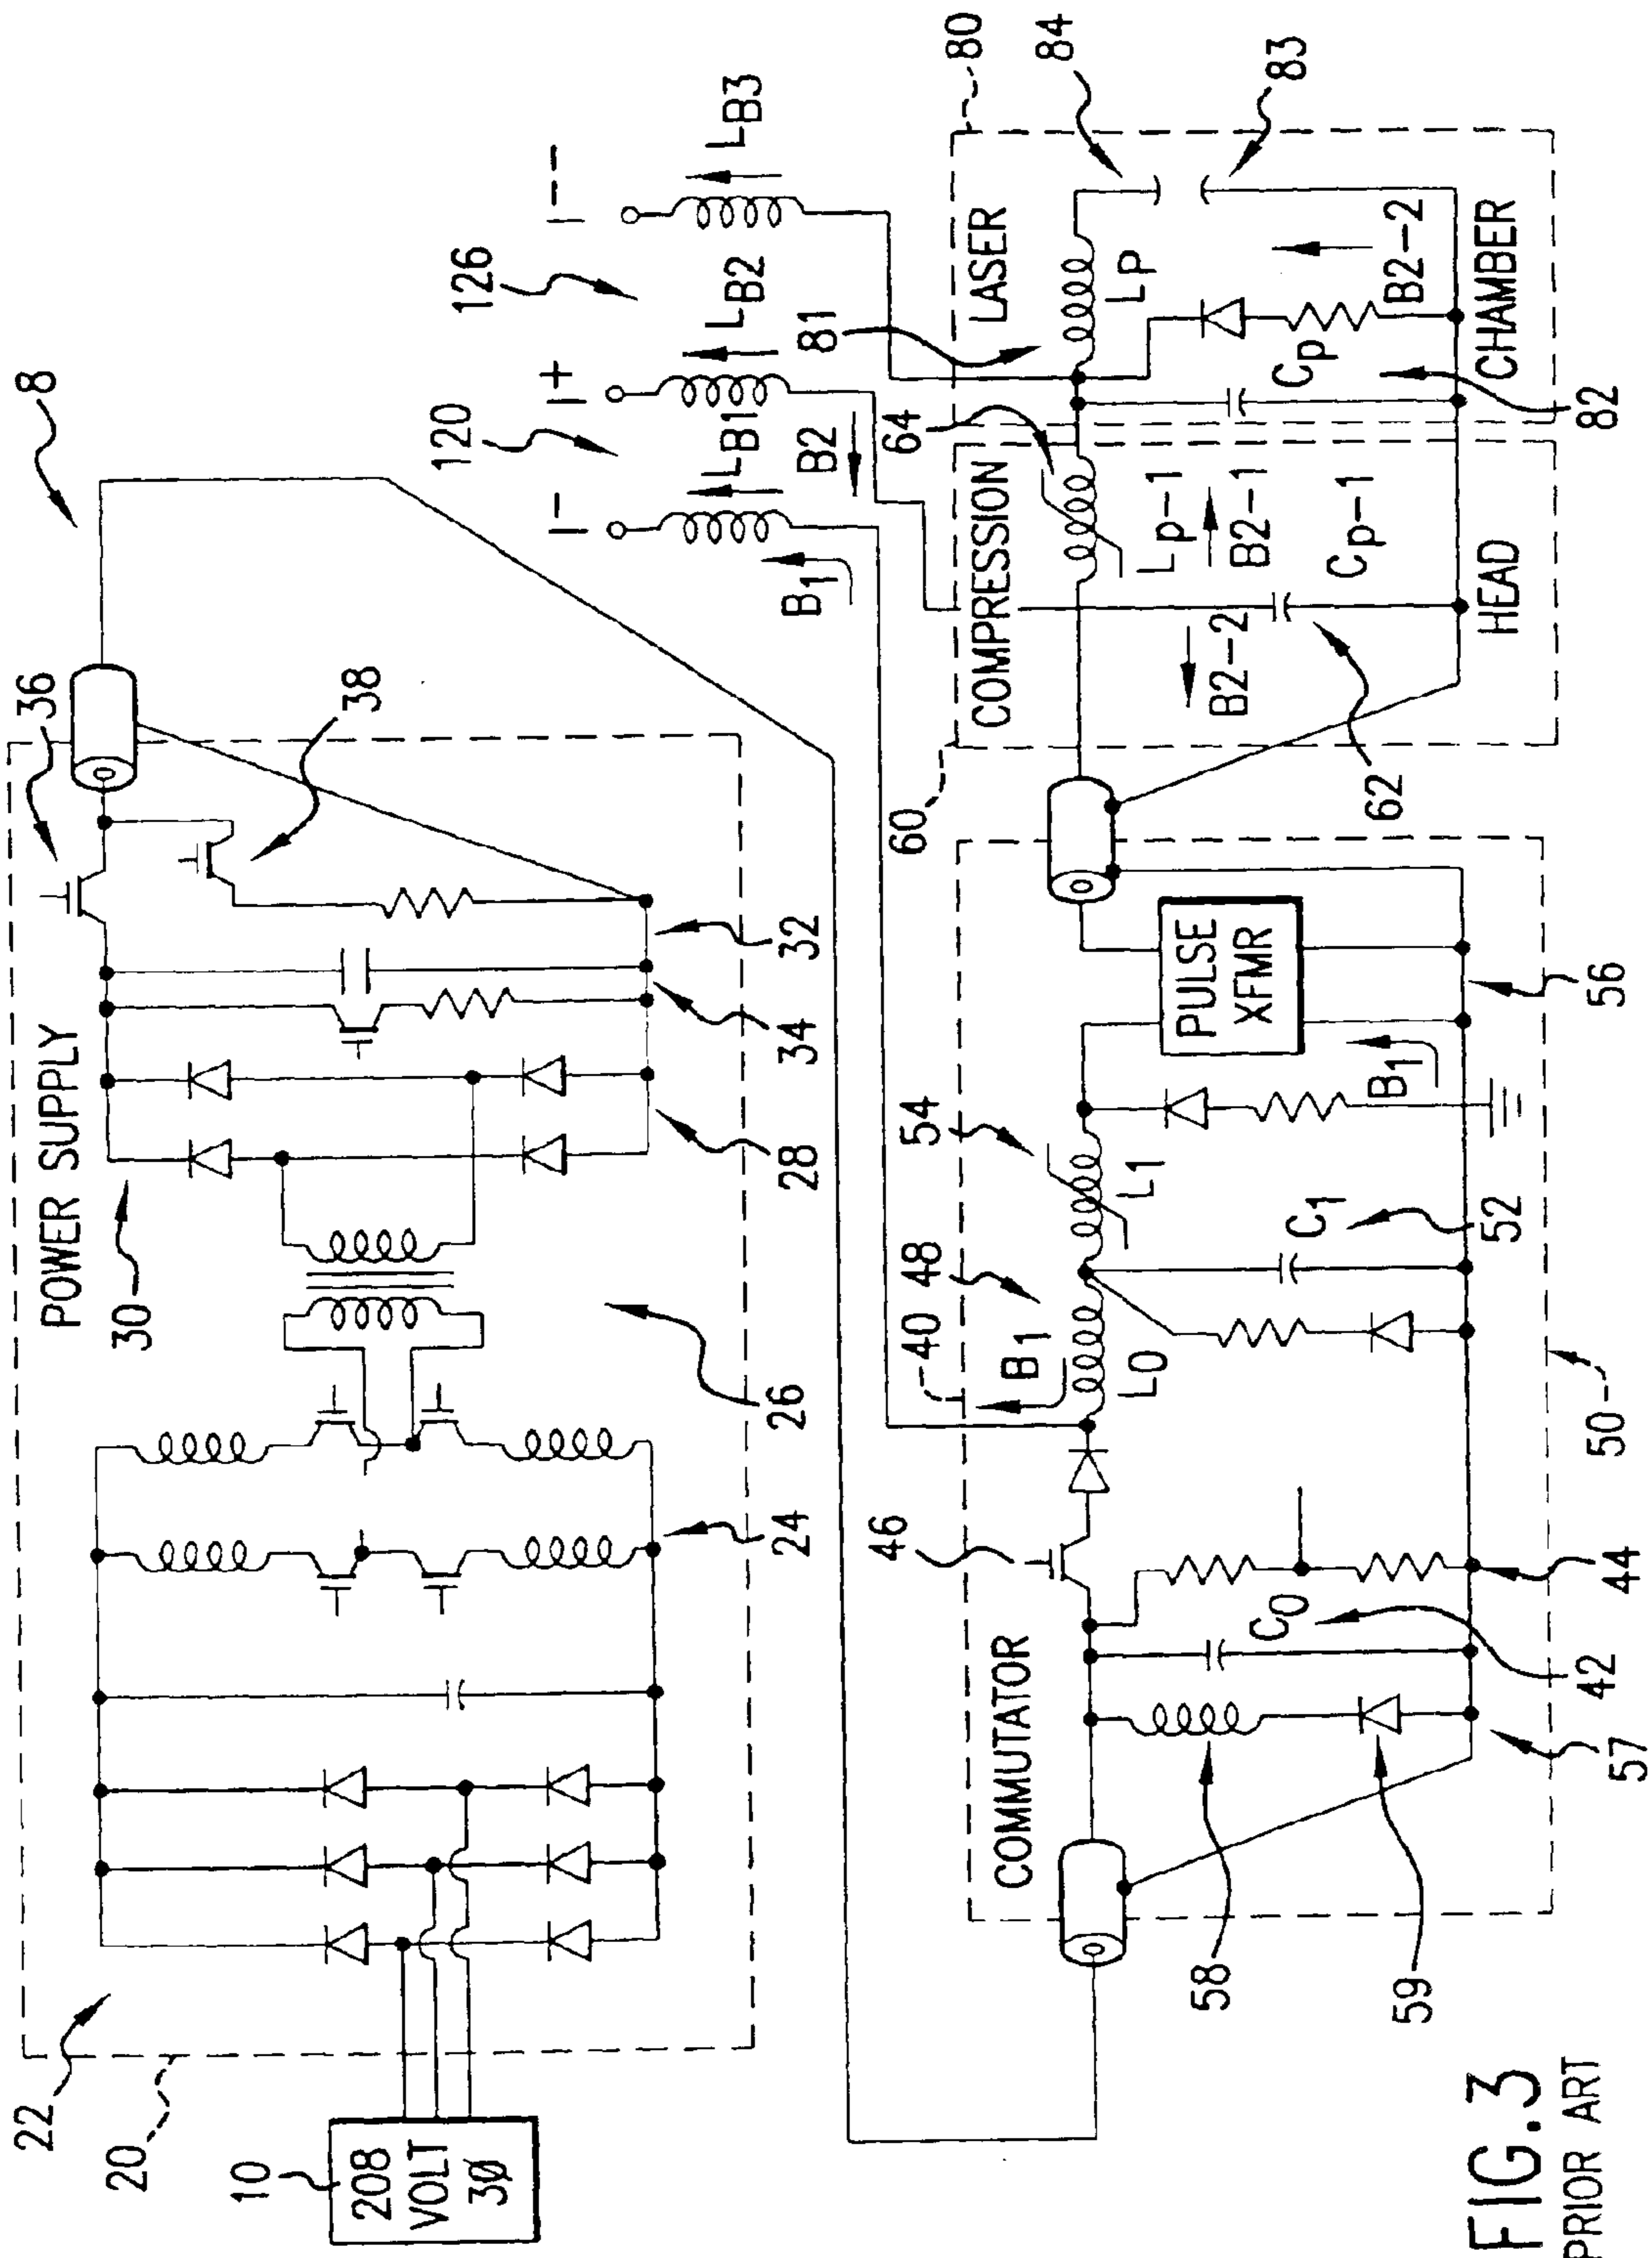 8
POWER SUPPLY
22
20
10
208
VOLT
3Ø
30
36
38
24
26
28
34
32
120
126
I-
I+
I--
LB1
LB2
LB3
B1
B2
COMMUTATOR
46
40
48
54
B1
L0
L1
C0
C1
PULSE
XFMR
B1
58
59
57
42
44
50
52
56
60
COMPRESSION
HEAD
64
Lp-1
B2-1
B2-2
Cp-1
62
80
81
84
83
LASER
CHAMBER
LP
Cp
B2-2
82
FIG.3
PRIOR ART